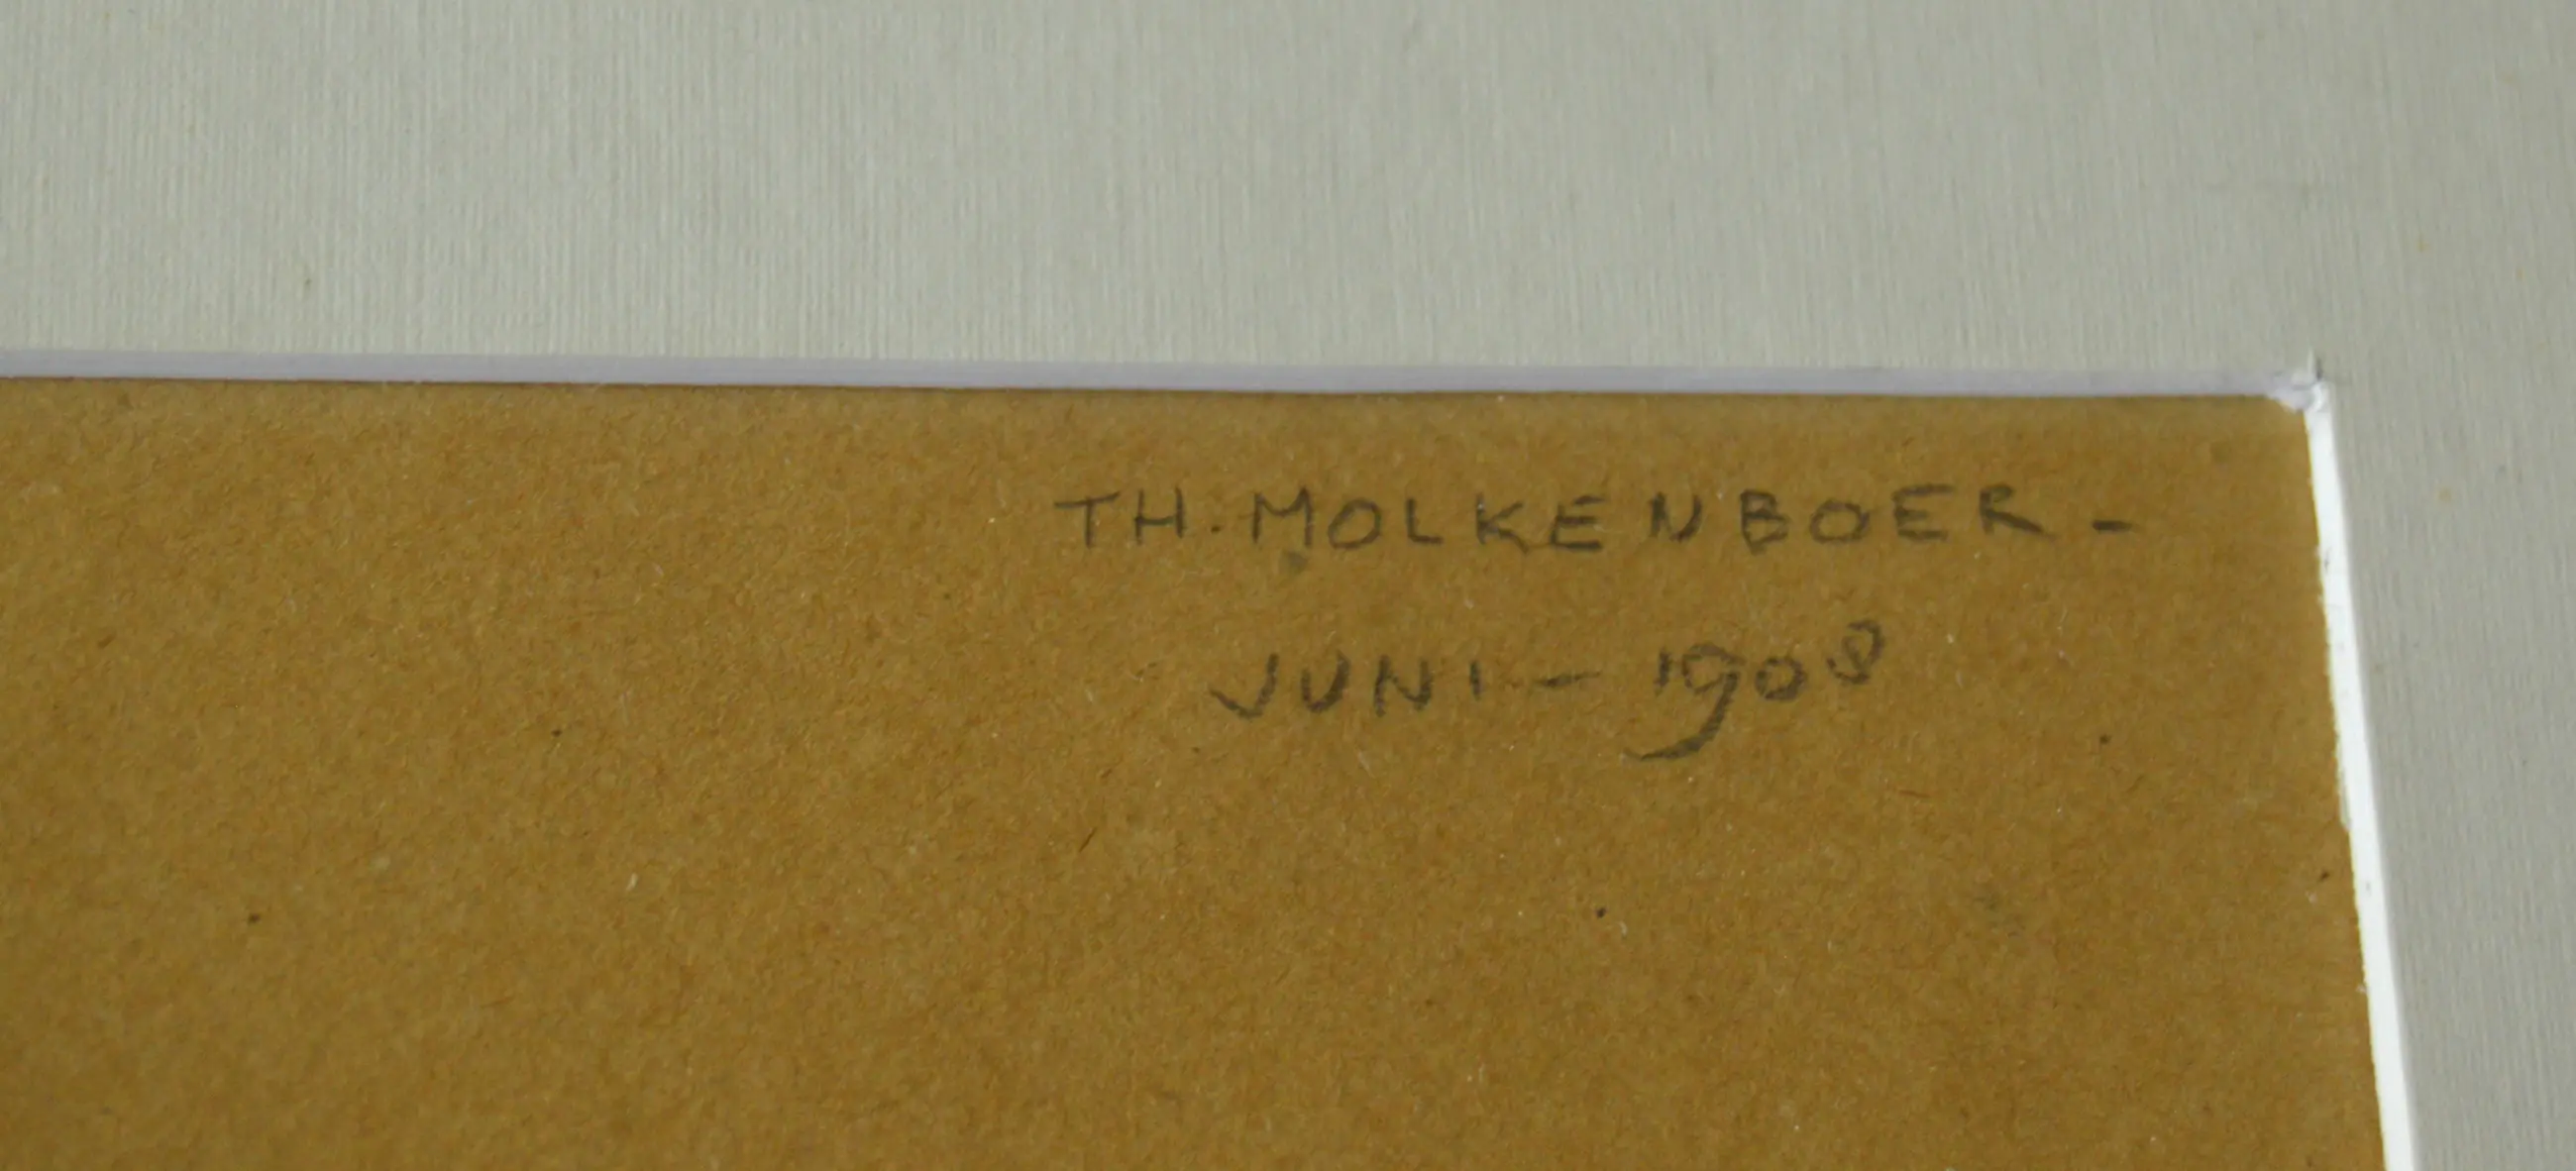 TH. MOLKENBOER -
JUNI - 1908